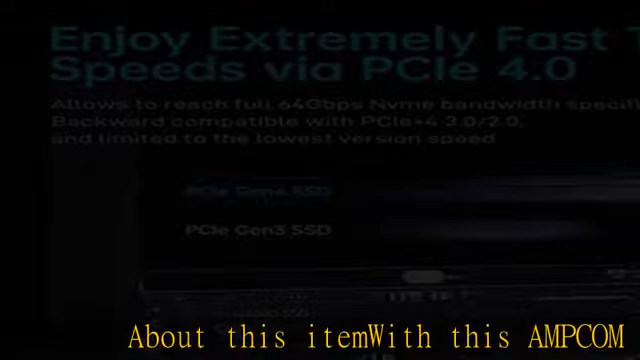 Enjoy Extremely Fast T
Speeds via PCIe 4.0
Allows to reach full 64Gbps Nvme bandwidth specifi
Backward compatible with PCIe×4 3.0/2.0,
and limited to the lowest version speed
PCIe Gen4 SSD
PCIe Gen3 SSD
About this itemWith this AMPCOM